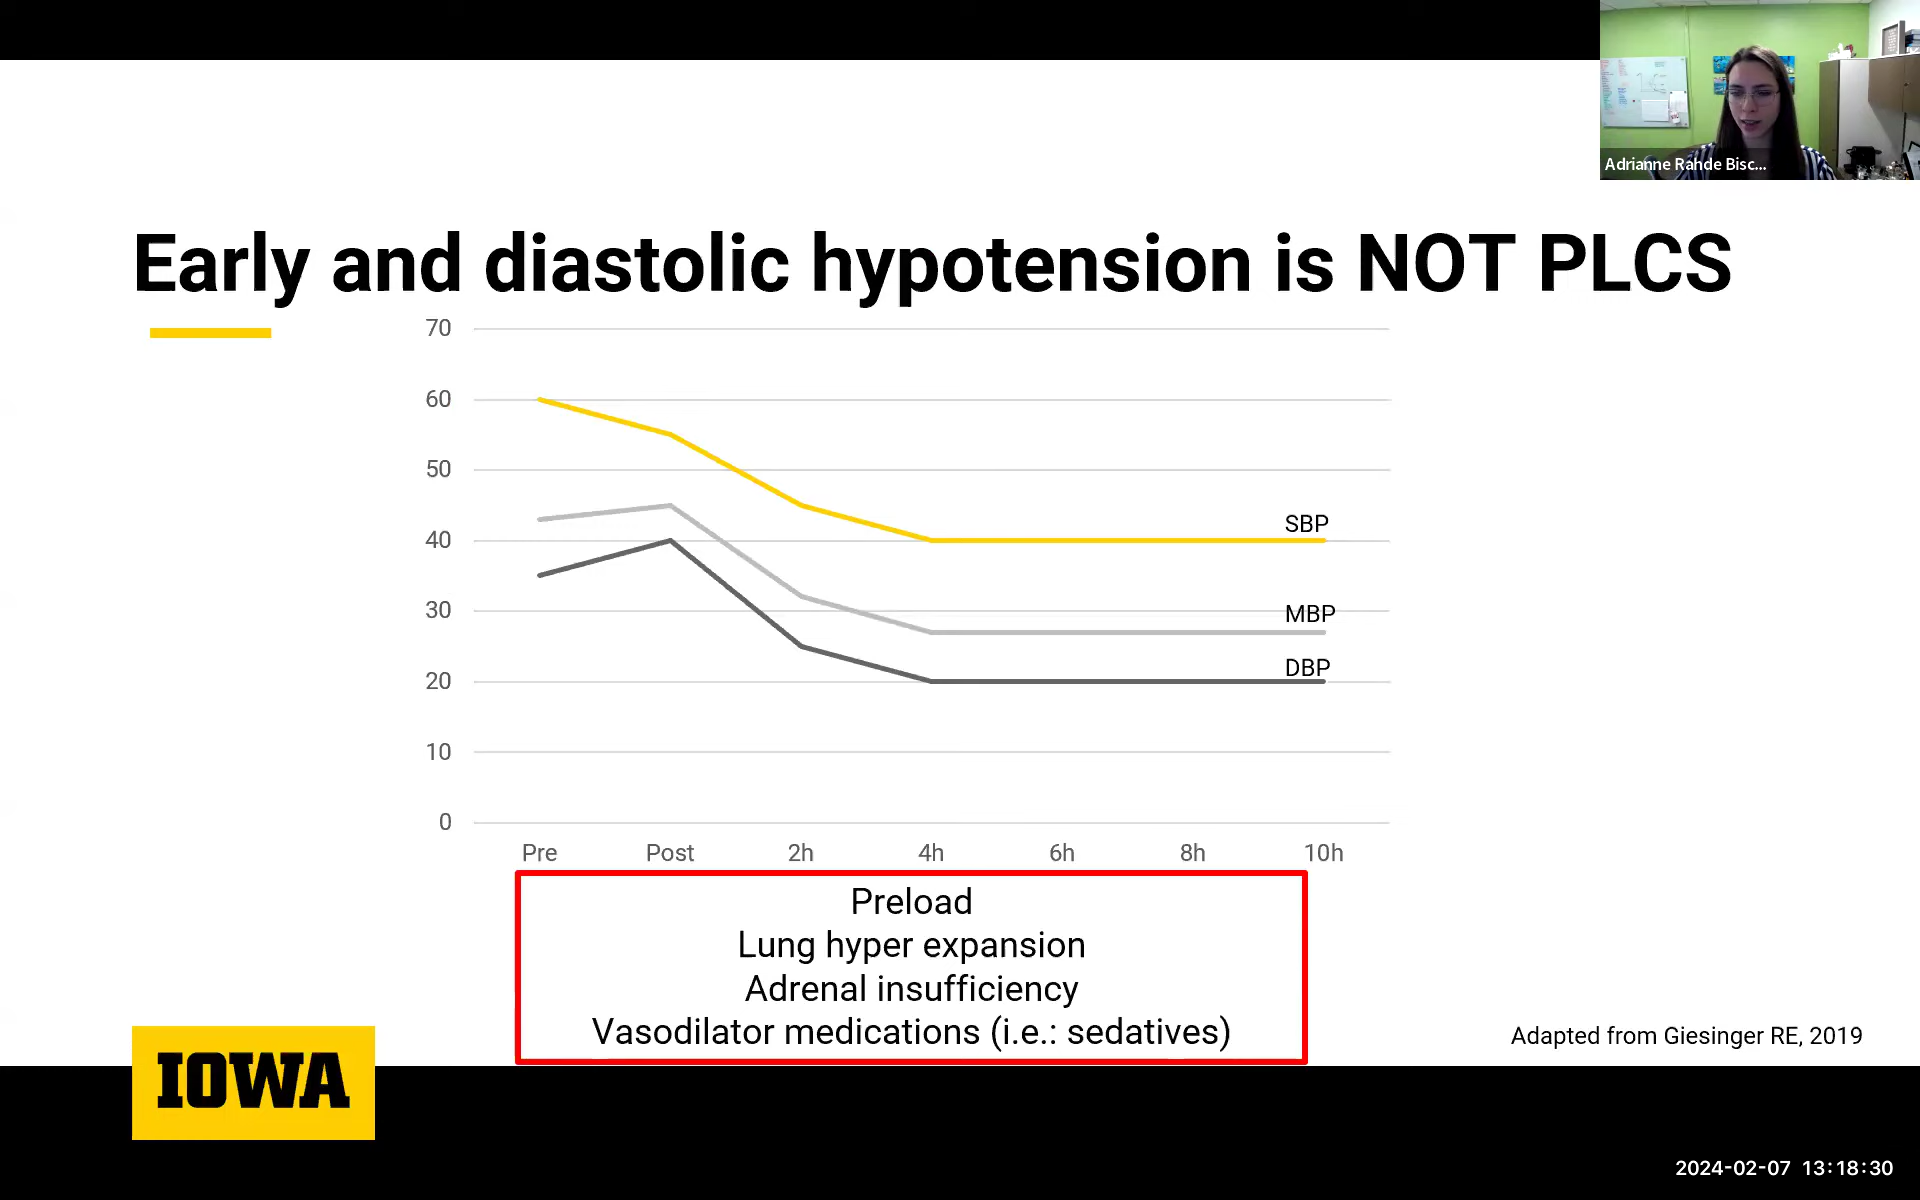 Adrianne Rahde Bisc...
Early and diastolic hypotension is NOT PLCS
70
60
50
40
30
20
10
0
SBP
MBP
DBP
Pre Post 2h 4h 6h 8h 10h
Preload
Lung hyper expansion
Adrenal insufficiency
Vasodilator medications (i.e.: sedatives)
Adapted from Giesinger RE, 2019
IOWA
2024-02-07 13:18:30